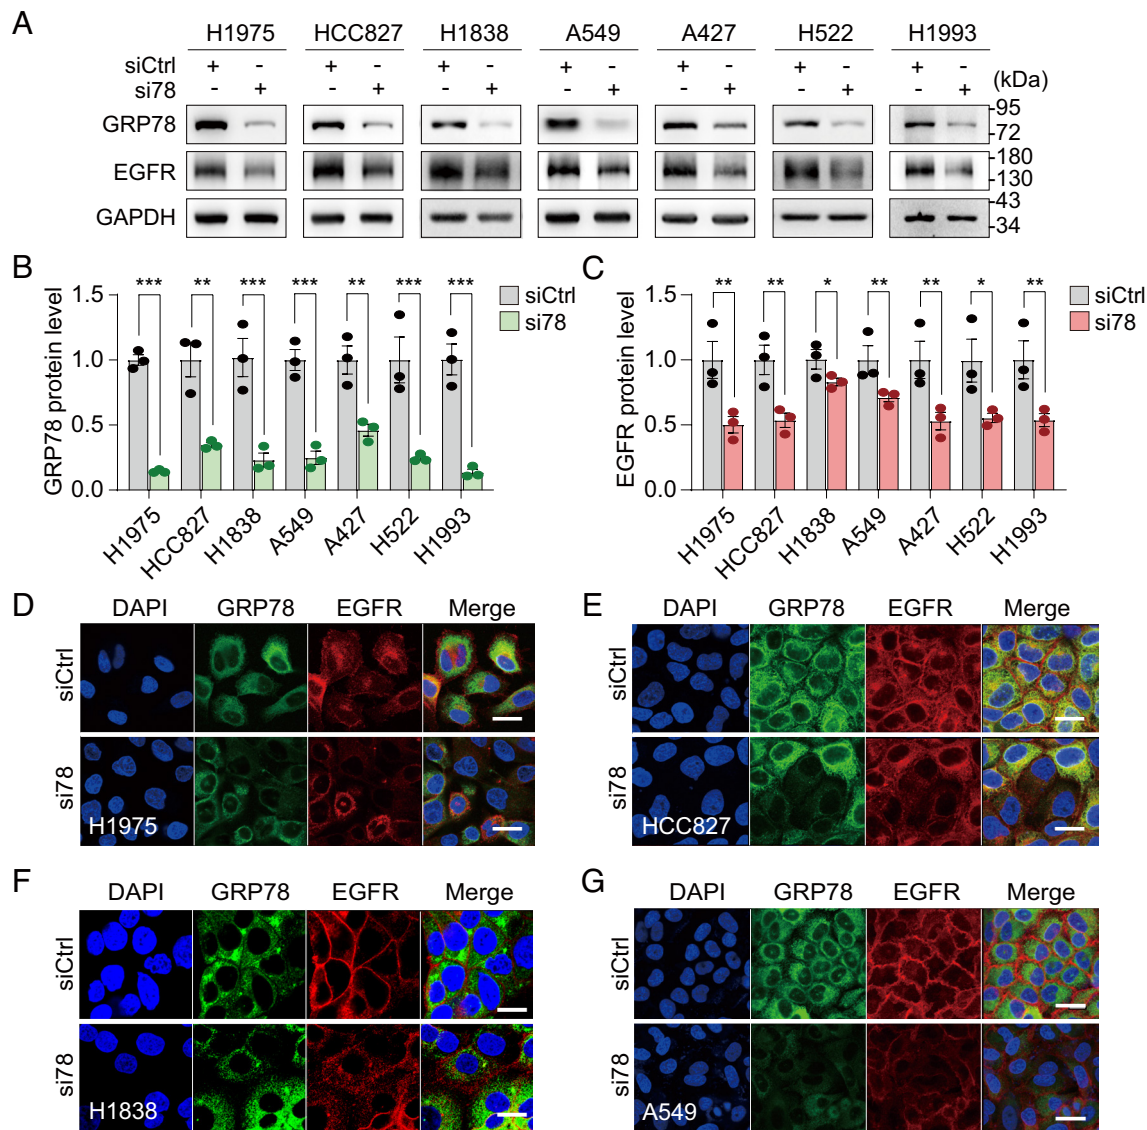 A
H1975 HCC827 H1838 A549 A427 H522 H1993
siCtrl + - + - + - + - + - + - + -
si78 - + - + - + - + - + - + - + (kDa)
GRP78 -95
-72
EGFR -180
-130
GAPDH -43
-34
B
GRP78 protein level
1.5
1.0
0.5
0.0
*** ** *** *** ** *** ***
siCtrl
si78
H1975 HCC827 H1838 A549 A427 H522 H1993
C
EGFR protein level
1.5
1.0
0.5
0.0
** ** * ** ** * **
siCtrl
si78
H1975 HCC827 H1838 A549 A427 H522 H1993
D
DAPI GRP78 EGFR Merge
siCtrl
si78
H1975
E
DAPI GRP78 EGFR Merge
siCtrl
si78
HCC827
F
DAPI GRP78 EGFR Merge
siCtrl
si78
H1838
G
DAPI GRP78 EGFR Merge
siCtrl
si78
A549